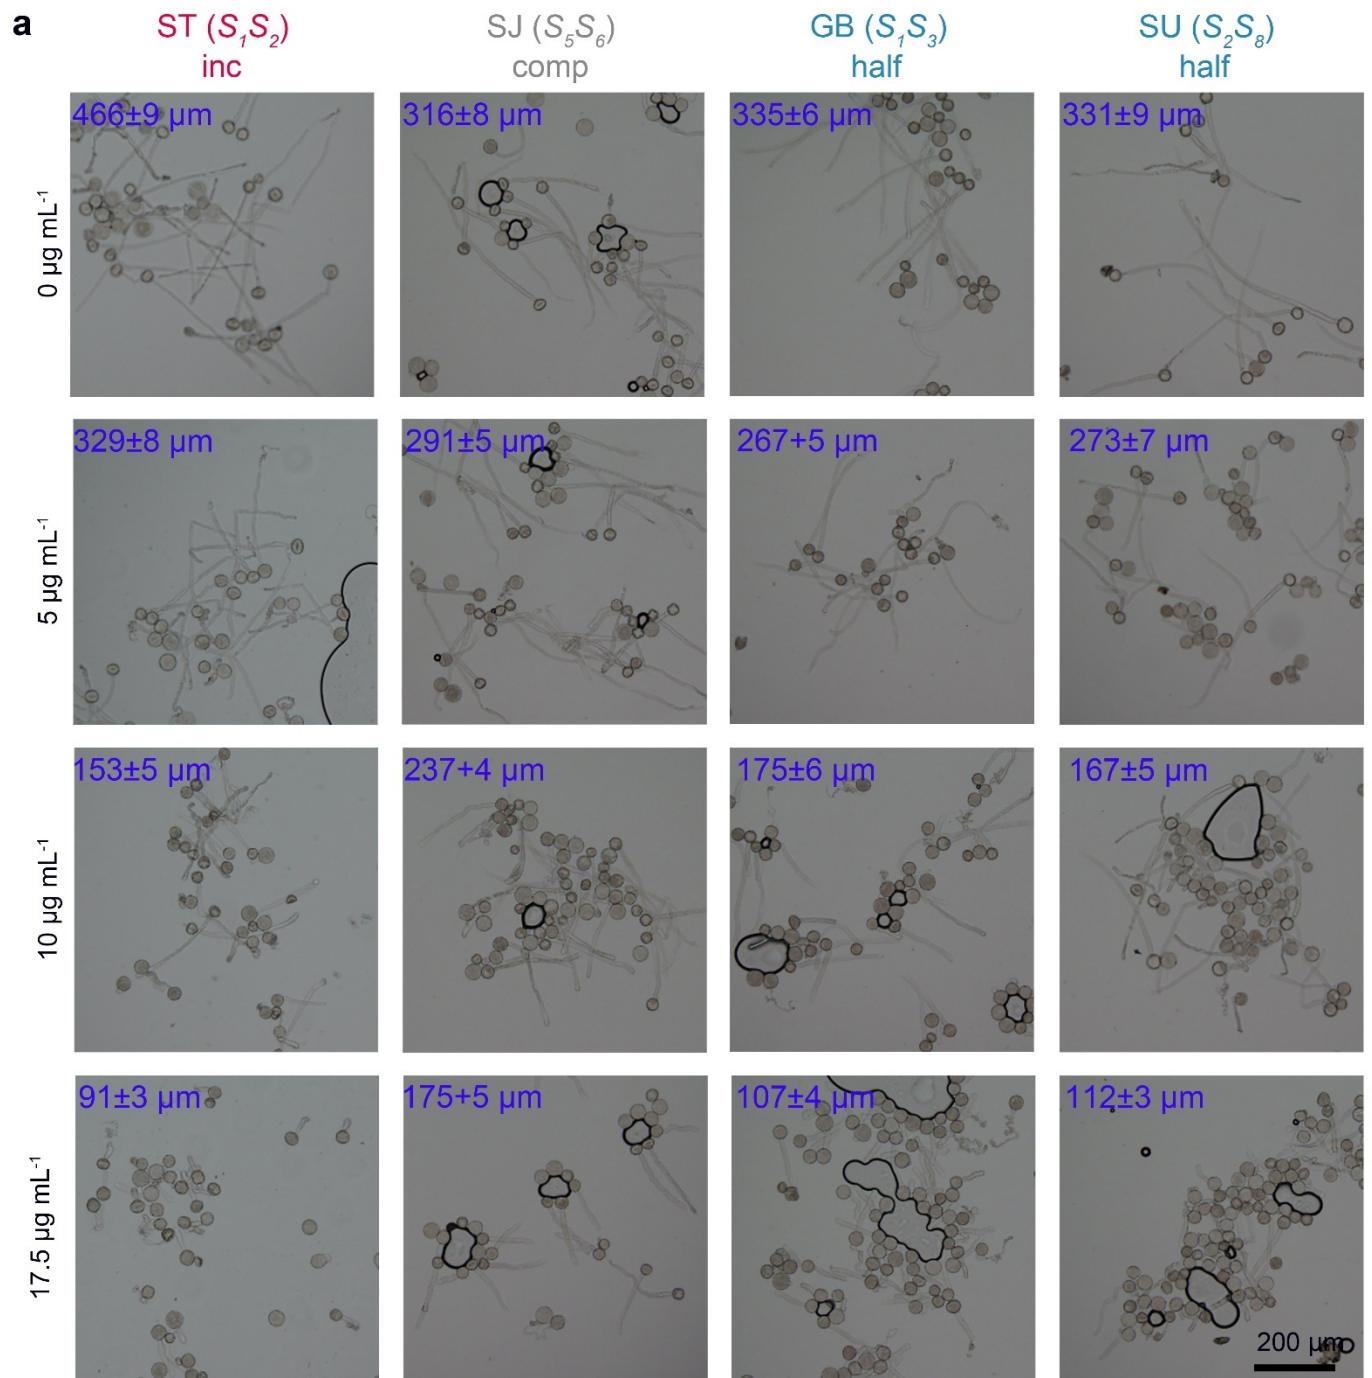 a
ST (S₁S₂) SJ (S₅S₆) GB (S₁S₃) SU (S₂S₈)
inc comp half half
0 µg mL⁻¹
466±9 µm 316±8 µm 335±6 µm 331±9 µm
5 µg mL⁻¹
329±8 µm 291±5 µm 267+5 µm 273±7 µm
10 µg mL⁻¹
153±5 µm 237+4 µm 175±6 µm 167±5 µm
17.5 µg mL⁻¹
91±3 µm 175+5 µm 107±4 µm 112±3 µm
200 µm